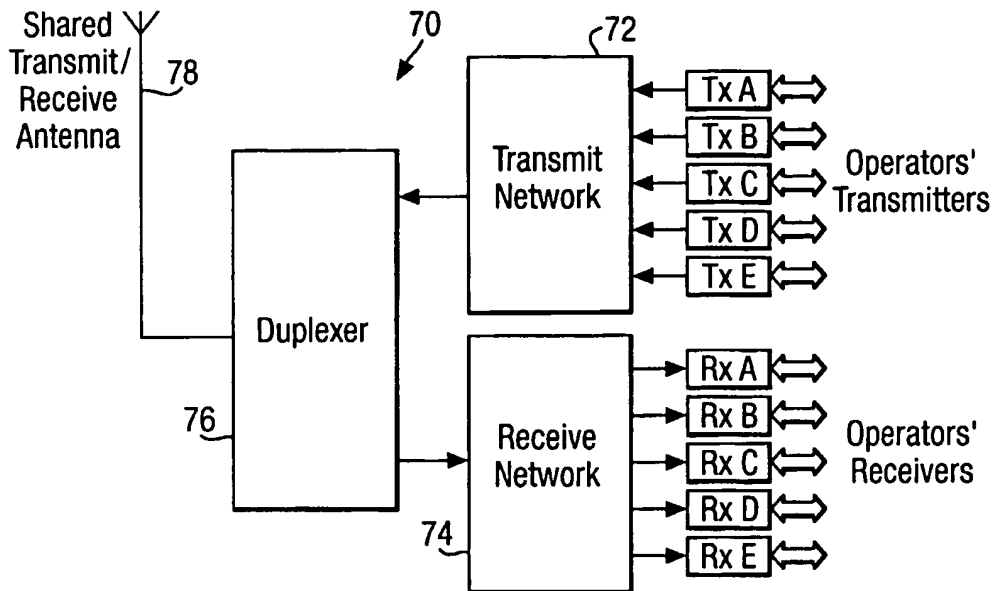 Shared
Transmit/
Receive
Antenna
78
70
72
Transmit
Network
Tx A
Tx B
Tx C
Tx D
Tx E
Operators'
Transmitters
Duplexer
76
Receive
Network
74
Rx A
Rx B
Rx C
Rx D
Rx E
Operators'
Receivers